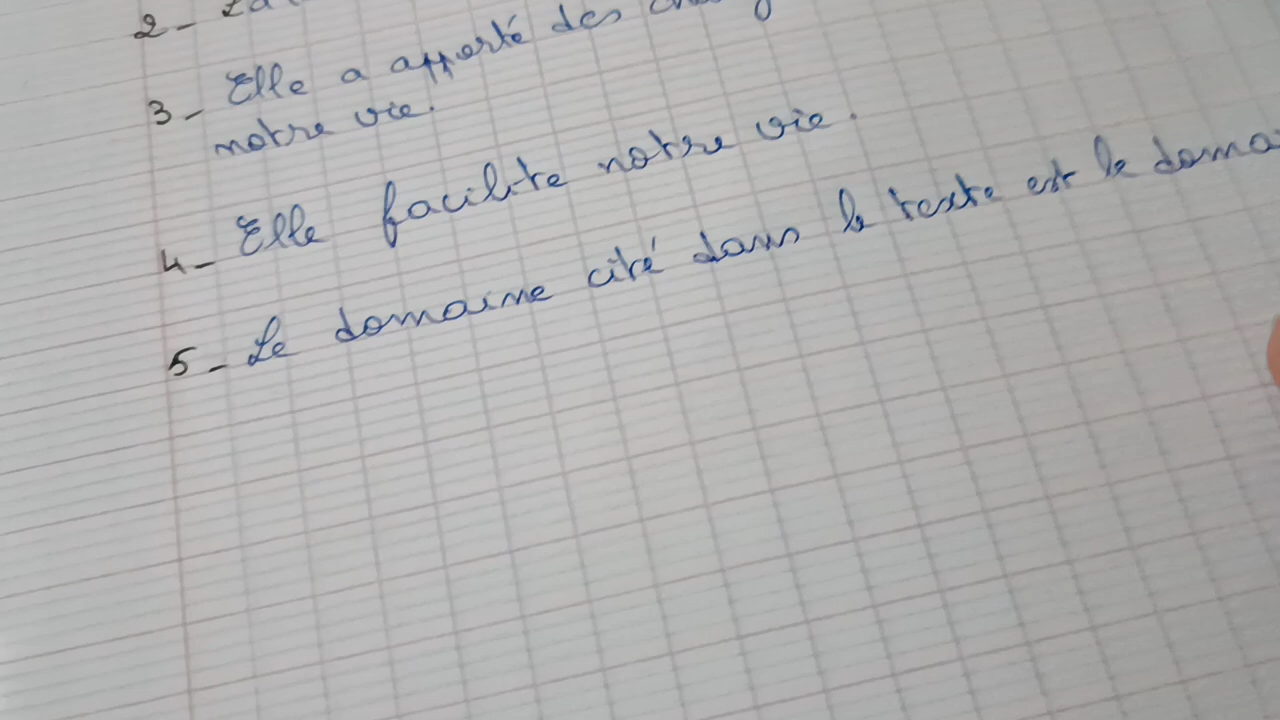 2-
3- Elle a apporté des
notre vie.
4- Elle facilite notre vie.
5- Le domaine cité dans le texte est le doma